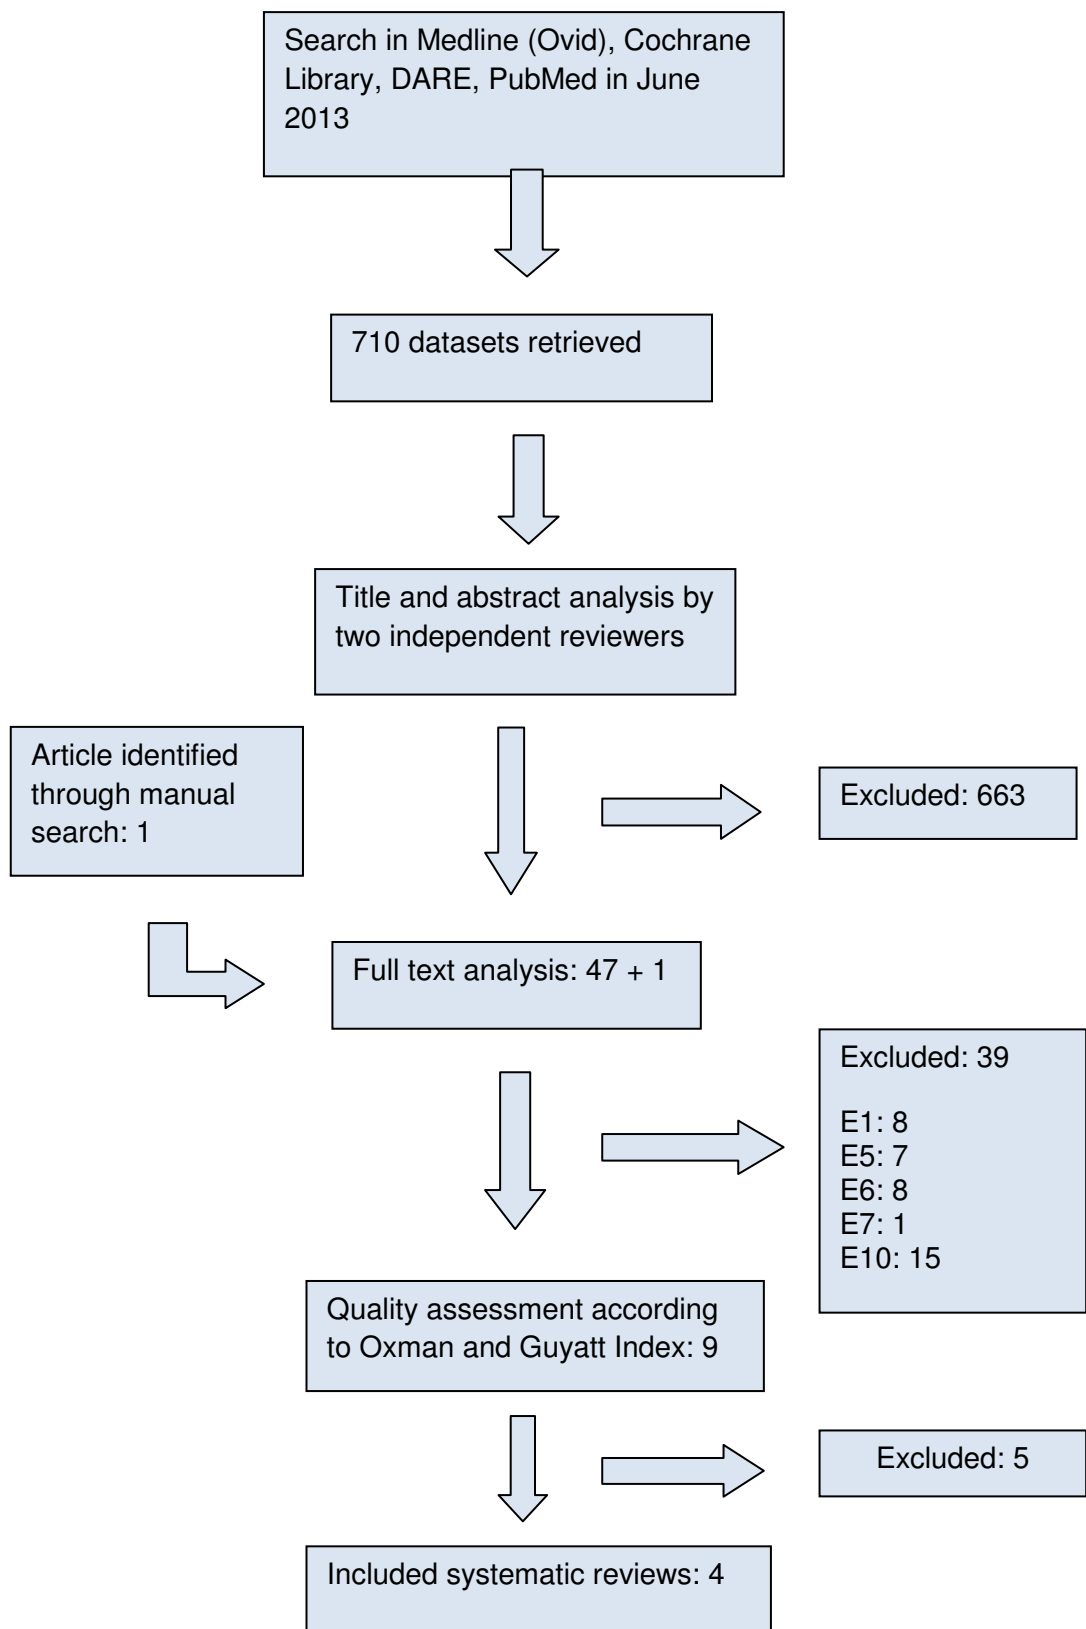 Search in Medline (Ovid), Cochrane
Library, DARE, PubMed in June
2013
710 datasets retrieved
Title and abstract analysis by
two independent reviewers
Article identified
through manual
search: 1
Excluded: 663
Full text analysis: 47 + 1
Excluded: 39
E1: 8
E5: 7
E6: 8
E7: 1
E10: 15
Quality assessment according
to Oxman and Guyatt Index: 9
Excluded: 5
Included systematic reviews: 4